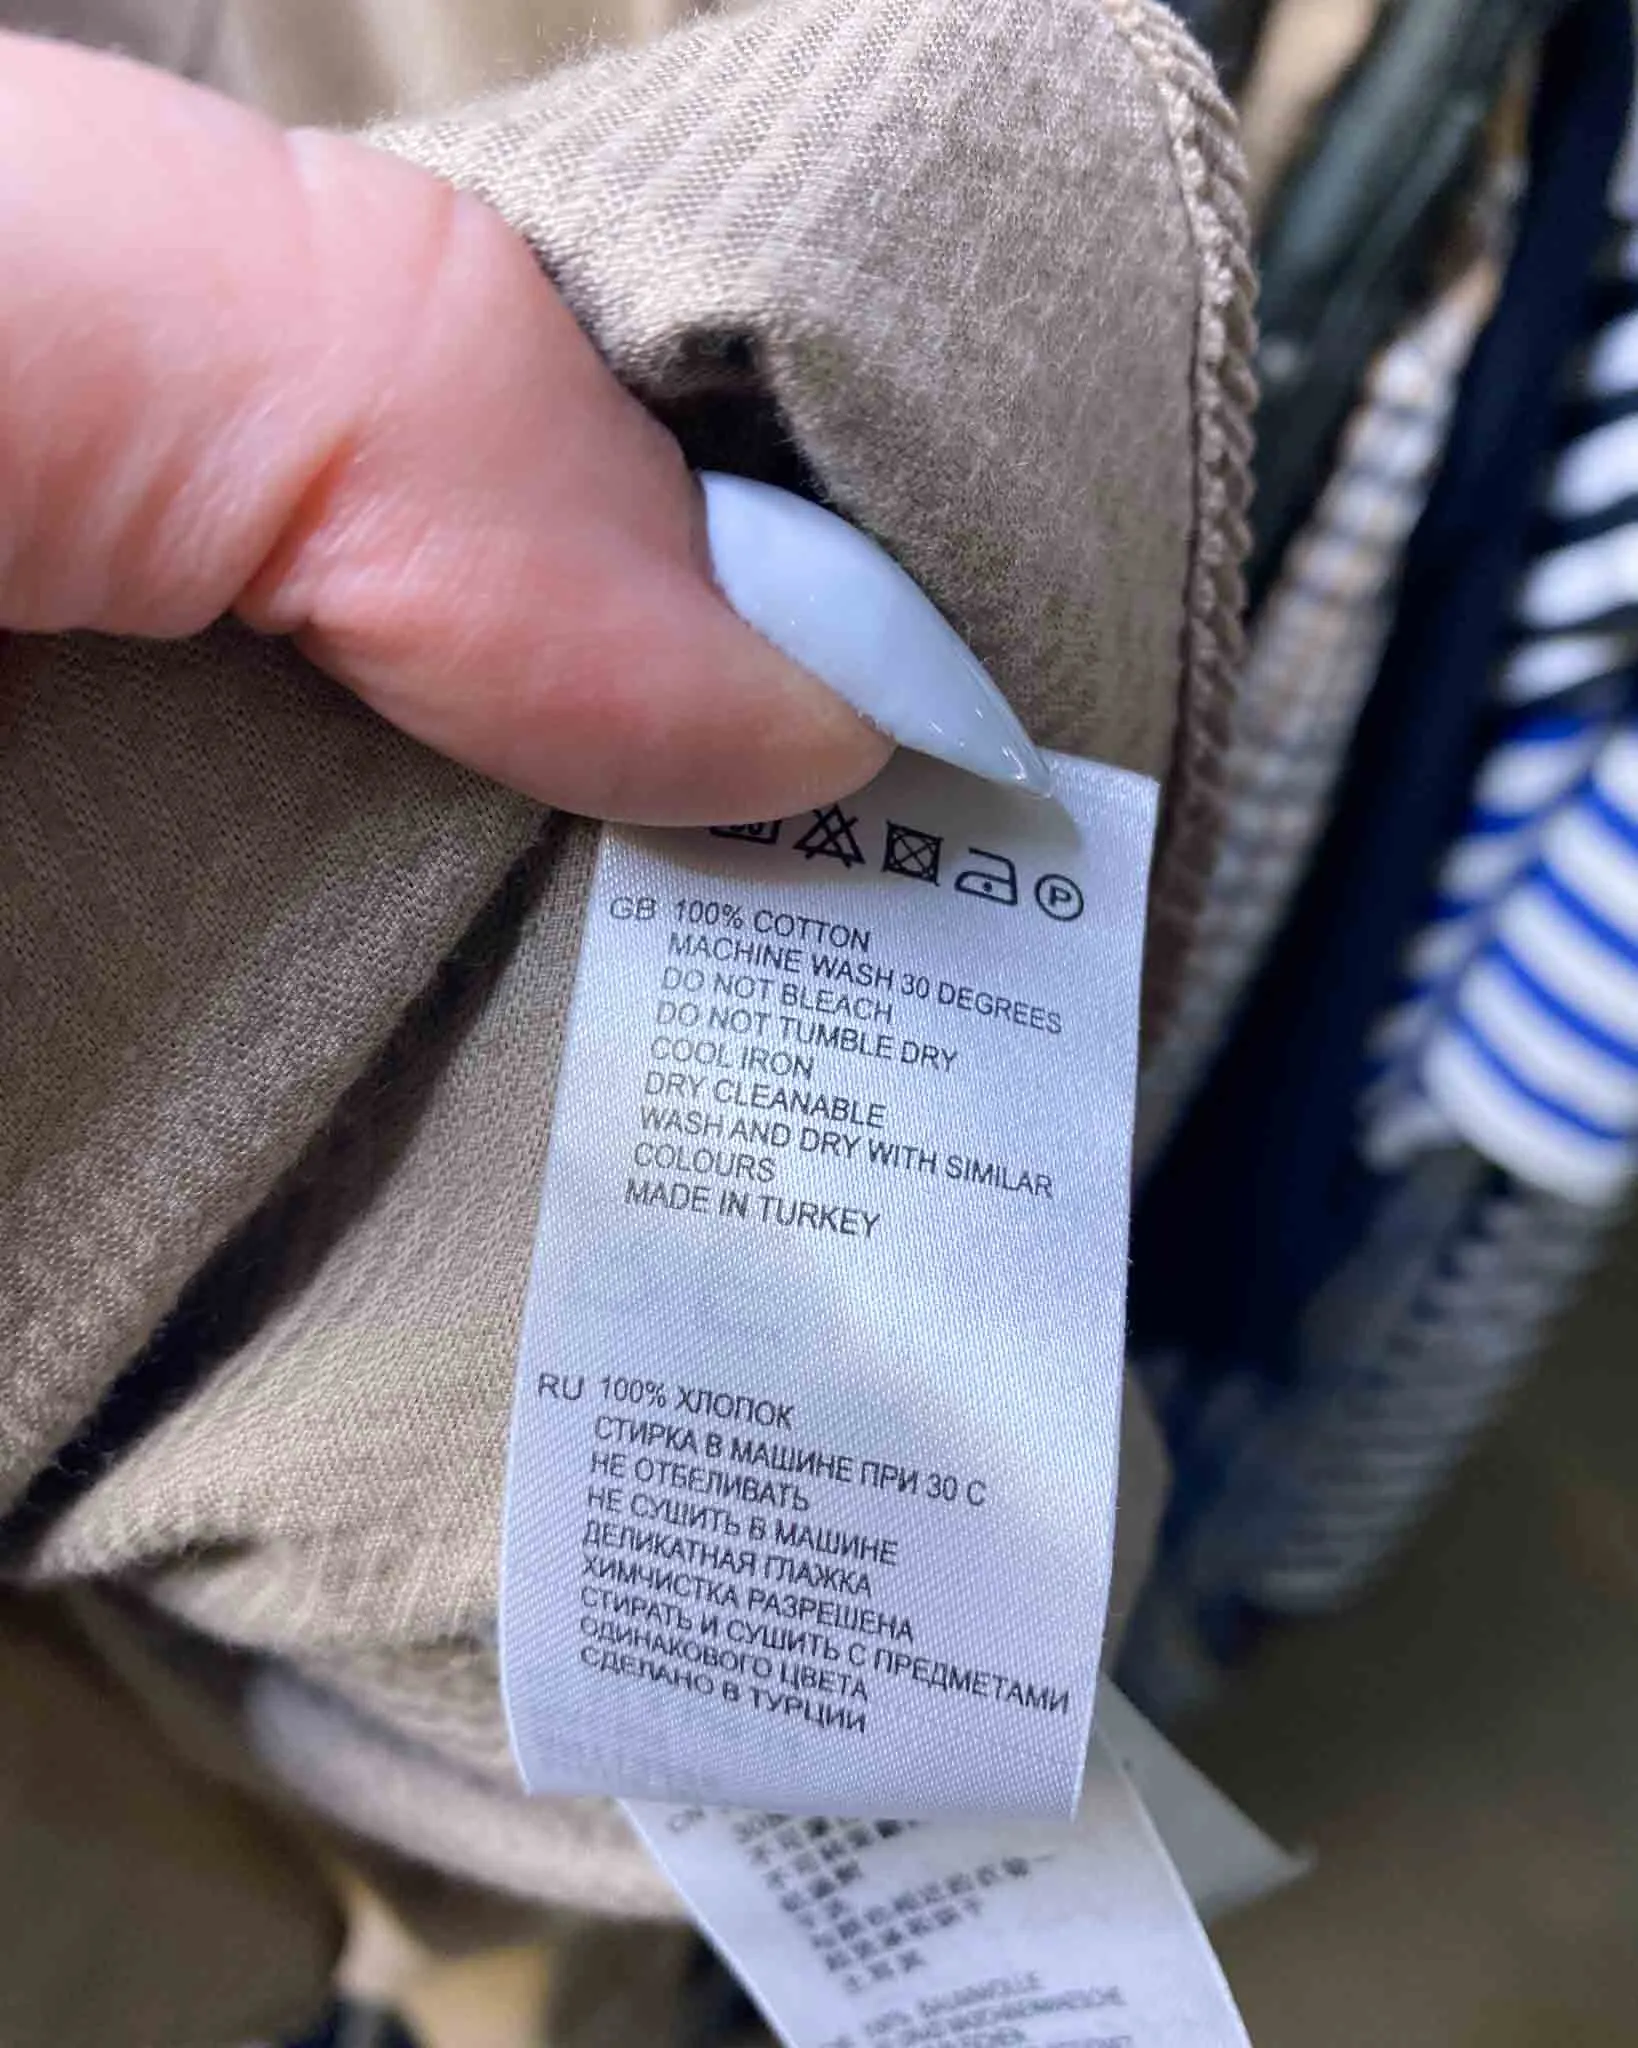 GB 100% COTTON
MACHINE WASH 30 DEGREES
DO NOT BLEACH
DO NOT TUMBLE DRY
COOL IRON
DRY CLEANABLE
WASH AND DRY WITH SIMILAR
COLOURS
MADE IN TURKEY
RU 100% ХЛОПОК
СТИРКА В МАШИНЕ ПРИ 30 С
НЕ ОТБЕЛИВАТЬ
НЕ СУШИТЬ В МАШИНЕ
ДЕЛИКАТНАЯ ГЛАЖКА
ХИМЧИСТКА РАЗРЕШЕНА
СТИРАТЬ И СУШИТЬ С ПРЕДМЕТАМИ
ОДИНАКОВОГО ЦВЕТА
СДЕЛАНО В ТУРЦИИ